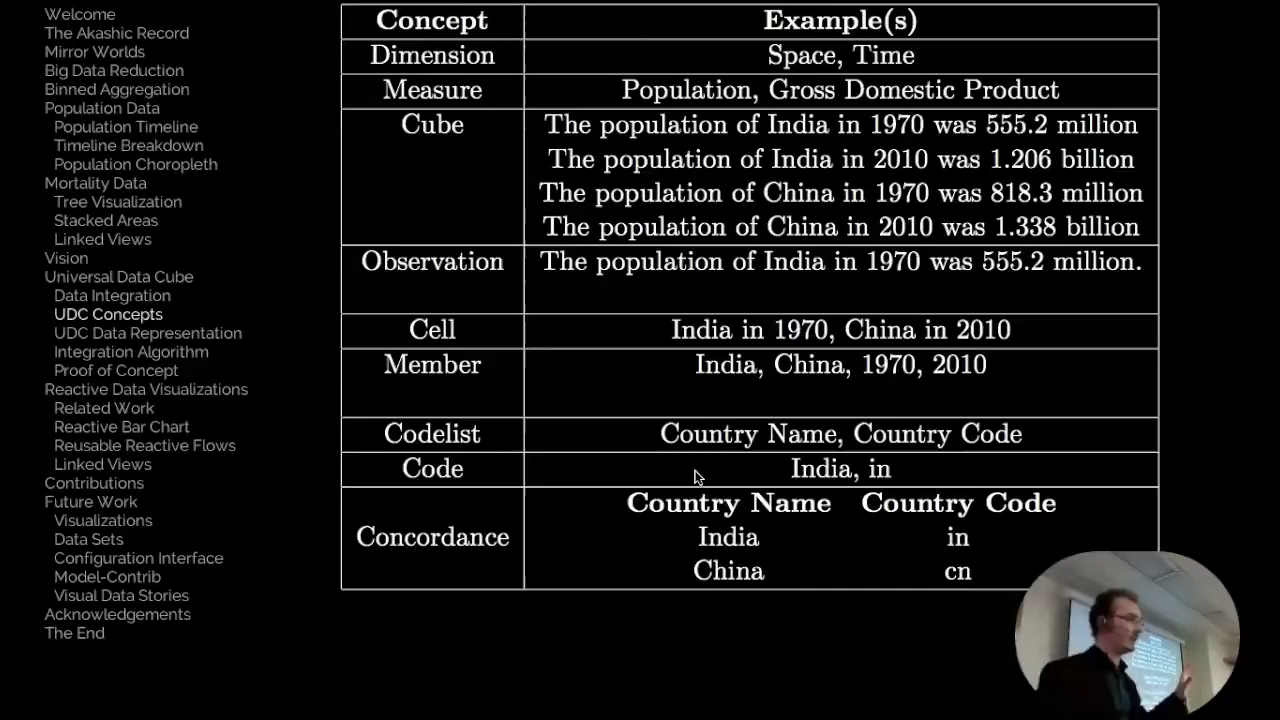 Welcome
The Akashic Record
Mirror Worlds
Big Data Reduction
Binned Aggregation
Population Data
Population Timeline
Timeline Breakdown
Population Choropleth
Mortality Data
Tree Visualization
Stacked Areas
Linked Views
Vision
Universal Data Cube
Data Integration
UDC Concepts
UDC Data Representation
Integration Algorithm
Proof of Concept
Reactive Data Visualizations
Related Work
Reactive Bar Chart
Reusable Reactive Flows
Linked Views
Contributions
Future Work
Visualizations
Data Sets
Configuration Interface
Model-Contrib
Visual Data Stories
Acknowledgements
The End
Concept Example(s)
Dimension Space, Time
Measure Population, Gross Domestic Product
Cube The population of India in 1970 was 555.2 million
The population of India in 2010 was 1.206 billion
The population of China in 1970 was 818.3 million
The population of China in 2010 was 1.338 billion
Observation The population of India in 1970 was 555.2 million.
Cell India in 1970, China in 2010
Member India, China, 1970, 2010
Codelist Country Name, Country Code
Code India, in
Country Name Country Code
Concordance India in
China cn